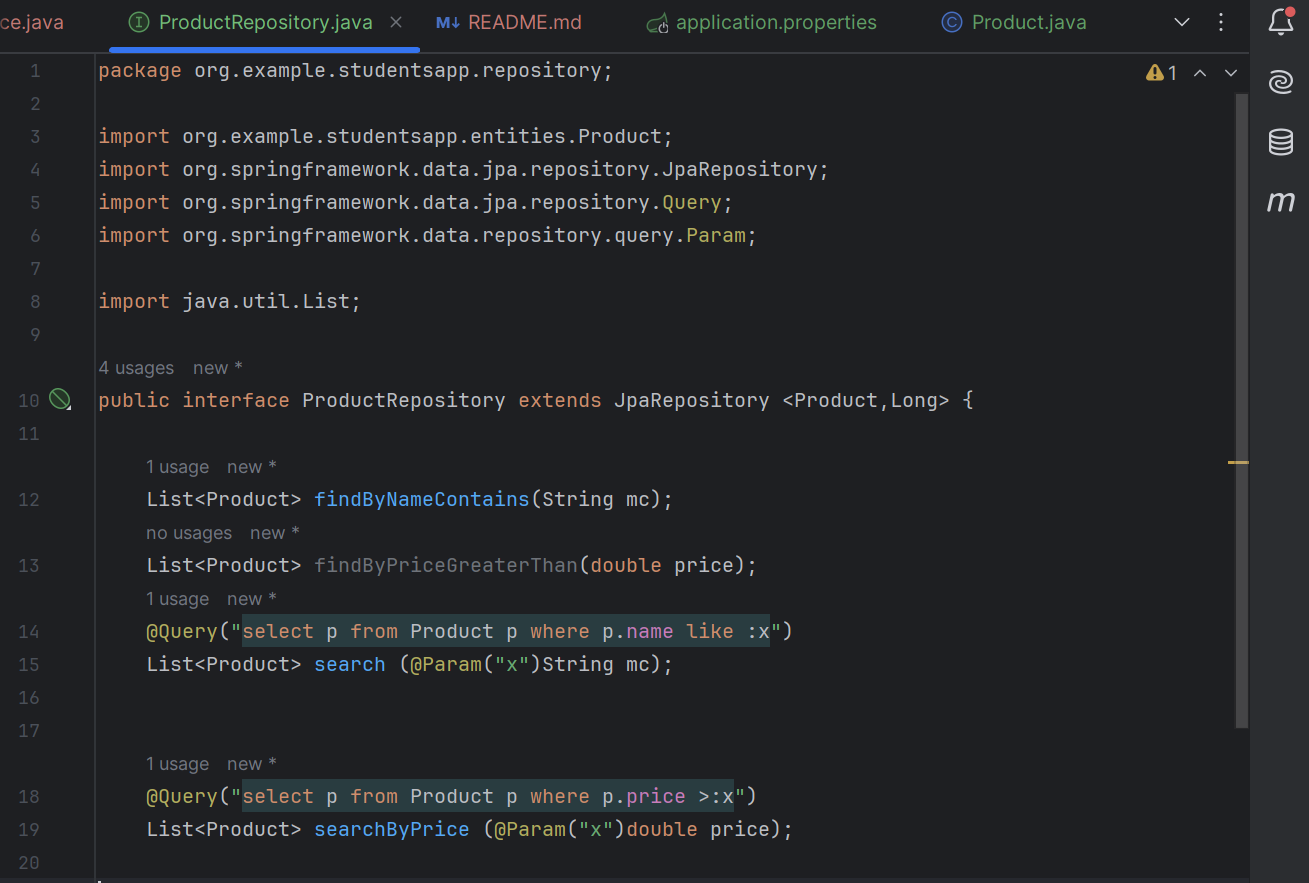 ce.java ProductRepository.java README.md application.properties Product.java
1 package org.example.studentsapp.repository; 1
2
3 import org.example.studentsapp.entities.Product;
4 import org.springframework.data.jpa.repository.JpaRepository;
5 import org.springframework.data.jpa.repository.Query;
6 import org.springframework.data.repository.query.Param;
7
8 import java.util.List;
9
4 usages new *
10 public interface ProductRepository extends JpaRepository <Product,Long> {
11
1 usage new *
12 List<Product> findByNameContains(String mc);
no usages new *
13 List<Product> findByPriceGreaterThan(double price);
1 usage new *
14 @Query("select p from Product p where p.name like :x")
15 List<Product> search (@Param("x")String mc);
16
17
1 usage new *
18 @Query("select p from Product p where p.price >:x")
19 List<Product> searchByPrice (@Param("x")double price);
20